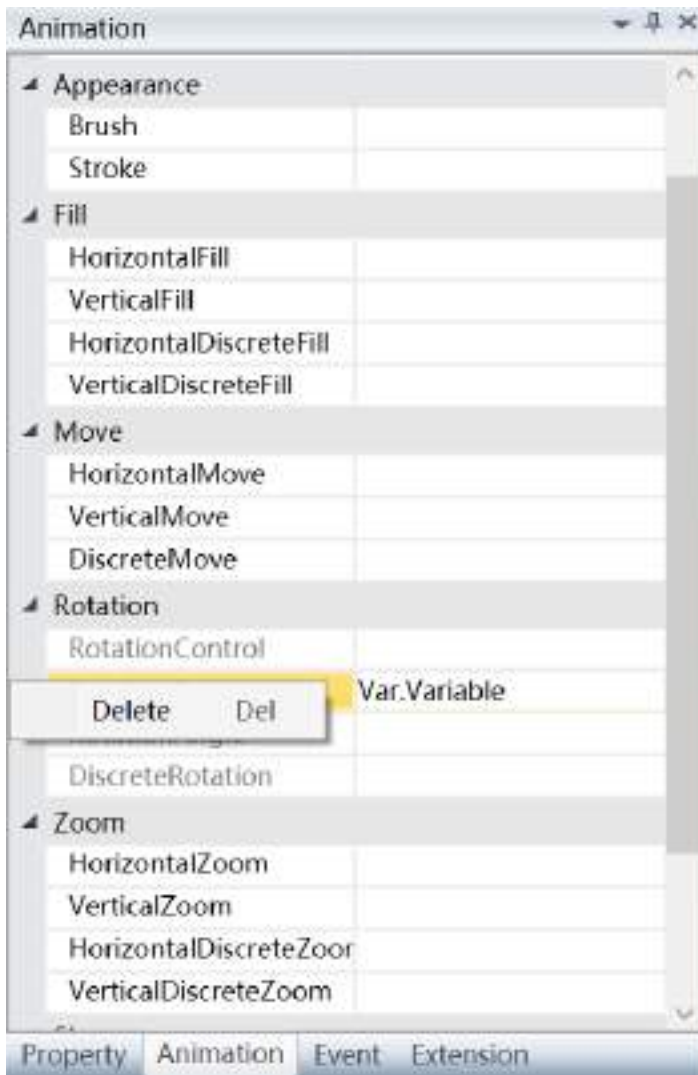 Animation
Appearance
Brush
Stroke
Fill
HorizontalFill
VerticalFill
HorizontalDiscreteFill
VerticalDiscreteFill
Move
HorizontalMove
VerticalMove
DiscreteMove
Rotation
RotationControl
Var.Variable
Delete Del
DiscreteRotation
Zoom
HorizontalZoom
VerticalZoom
HorizontalDiscreteZoor
VerticalDiscreteZoom
Property Animation Event Extension